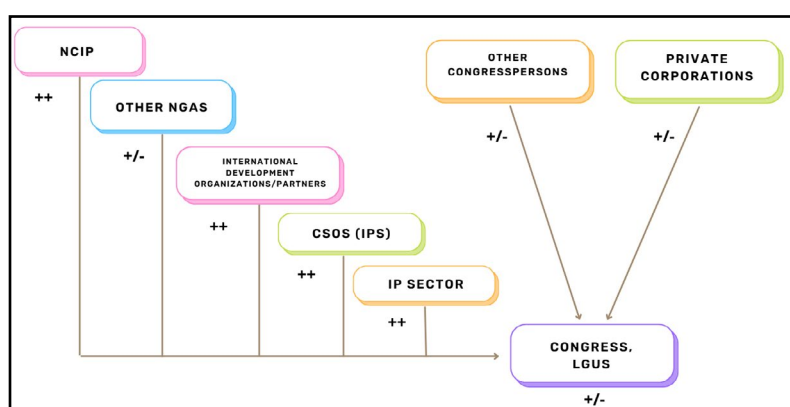 NCIP
++
OTHER NGAS
+/-
INTERNATIONAL
DEVELOPMENT
ORGANIZATIONS/PARTNERS
++
CSOS (IPS)
++
IP SECTOR
++
OTHER
CONGRESSPERSONS
+/-
PRIVATE
CORPORATIONS
+/-
CONGRESS,
LGUS
+/-